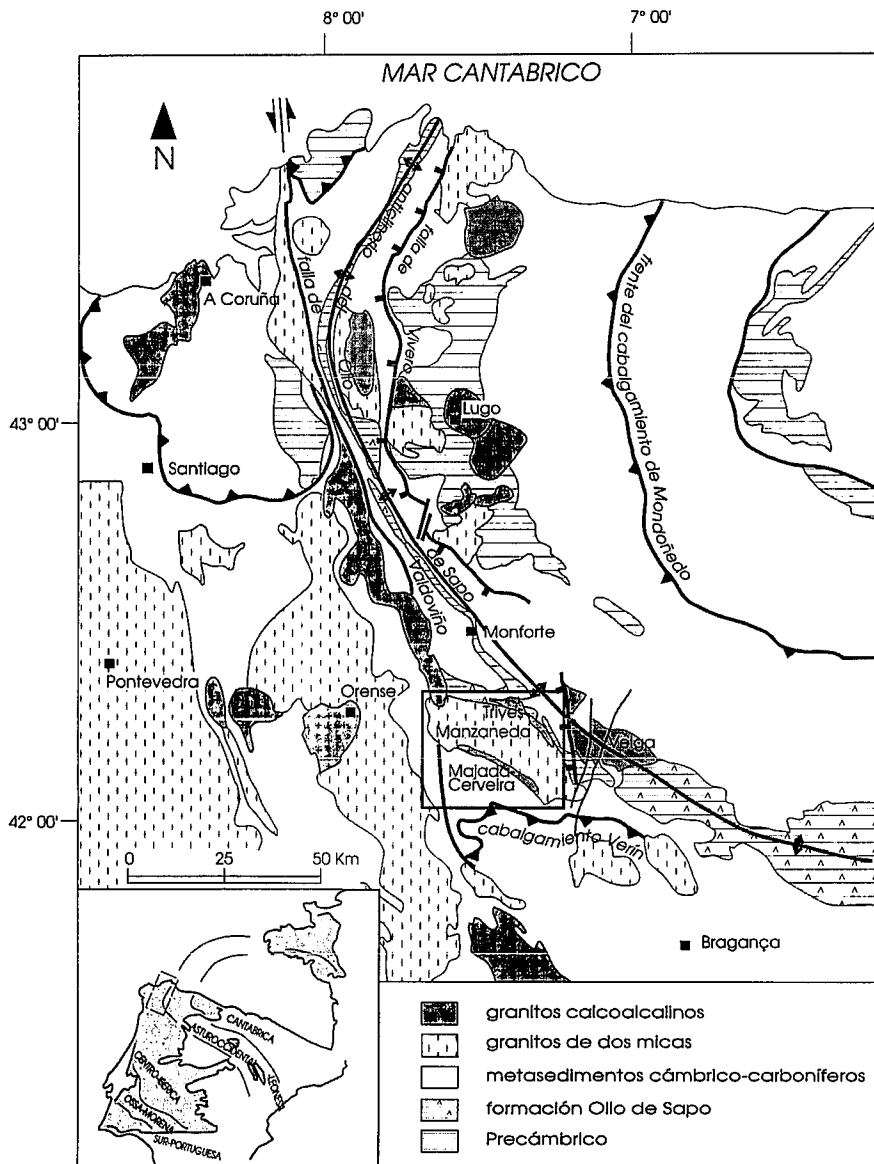 8° 00'
7° 00'
MAR CANTABRICO
N
falla de
anticlinedo
del
Ollo
falla de
Vivero
A Coruña
43° 00'
Lugo
Santiago
frente del cabalgamiento de Mondoñedo
de Sapo
Valdoviño
Monforte
Pontevedra
Orense
Trives
Manzaneda
Veiga
Majada-
Cerveira
42° 00'
cabalgamiento Verín
0 25 50 Km
Bragança
CANTABRICA
ASTUROCCIDENTAL
LEONESA
CENTROIBERICA
OSSA-MORENA
SUR-PORTUGUESA
granitos calcoalcalinos
granitos de dos micas
metasedimentos cámbrico-carboníferos
formación Ollo de Sapo
Precámbrico